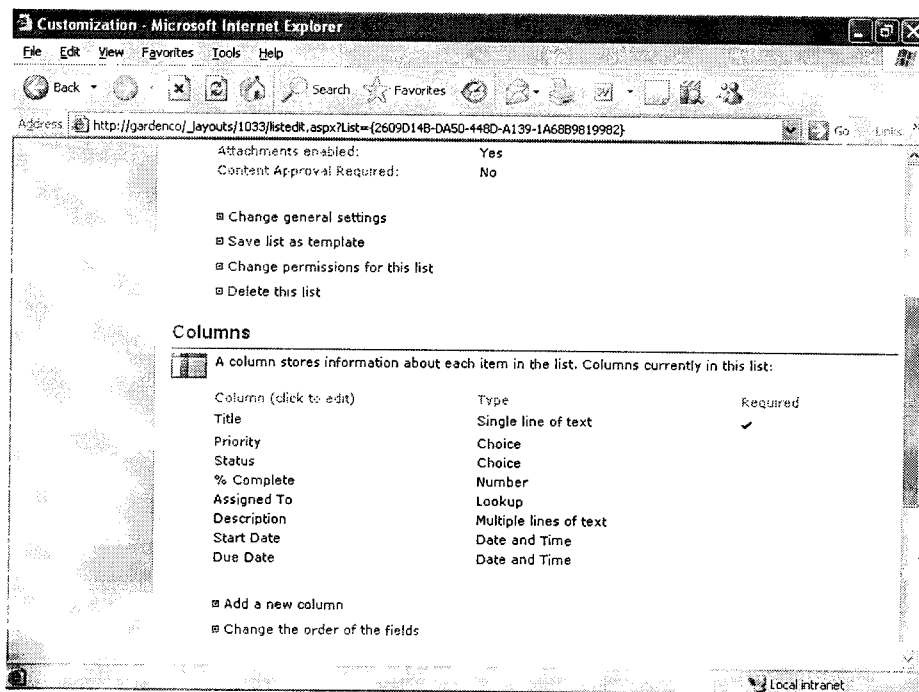 Customization - Microsoft Internet Explorer
File Edit View Favorites Tools Help
Back Search Favorites
Address http://gardenco/_layouts/1033/listedit.aspx?List={2609D14B-DA50-448D-A139-1A68B9819982} Go Links
Attachments enabled: Yes
Content Approval Required: No
Change general settings
Save list as template
Change permissions for this list
Delete this list
Columns
A column stores information about each item in the list. Columns currently in this list:
Column (click to edit) Type Required
Title Single line of text
Priority Choice
Status Choice
% Complete Number
Assigned To Lookup
Description Multiple lines of text
Start Date Date and Time
Due Date Date and Time
Add a new column
Change the order of the fields
Local intranet